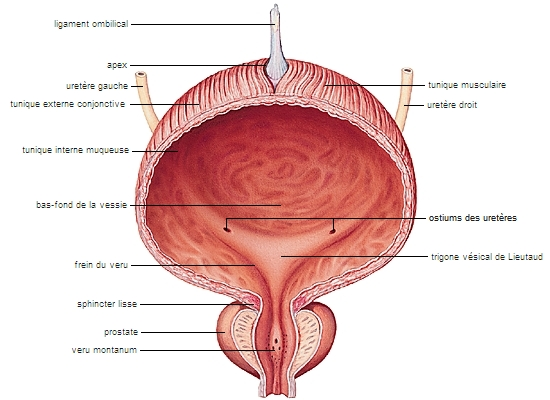 ligament ombilical
apex
uretère gauche
tunique musculaire
tunique externe conjonctive
uretère droit
tunique interne muqueuse
bas-fond de la vessie
ostiums des uretères
frein du veru
trigone vésical de Lieutaud
sphincter lisse
prostate
veru montanum